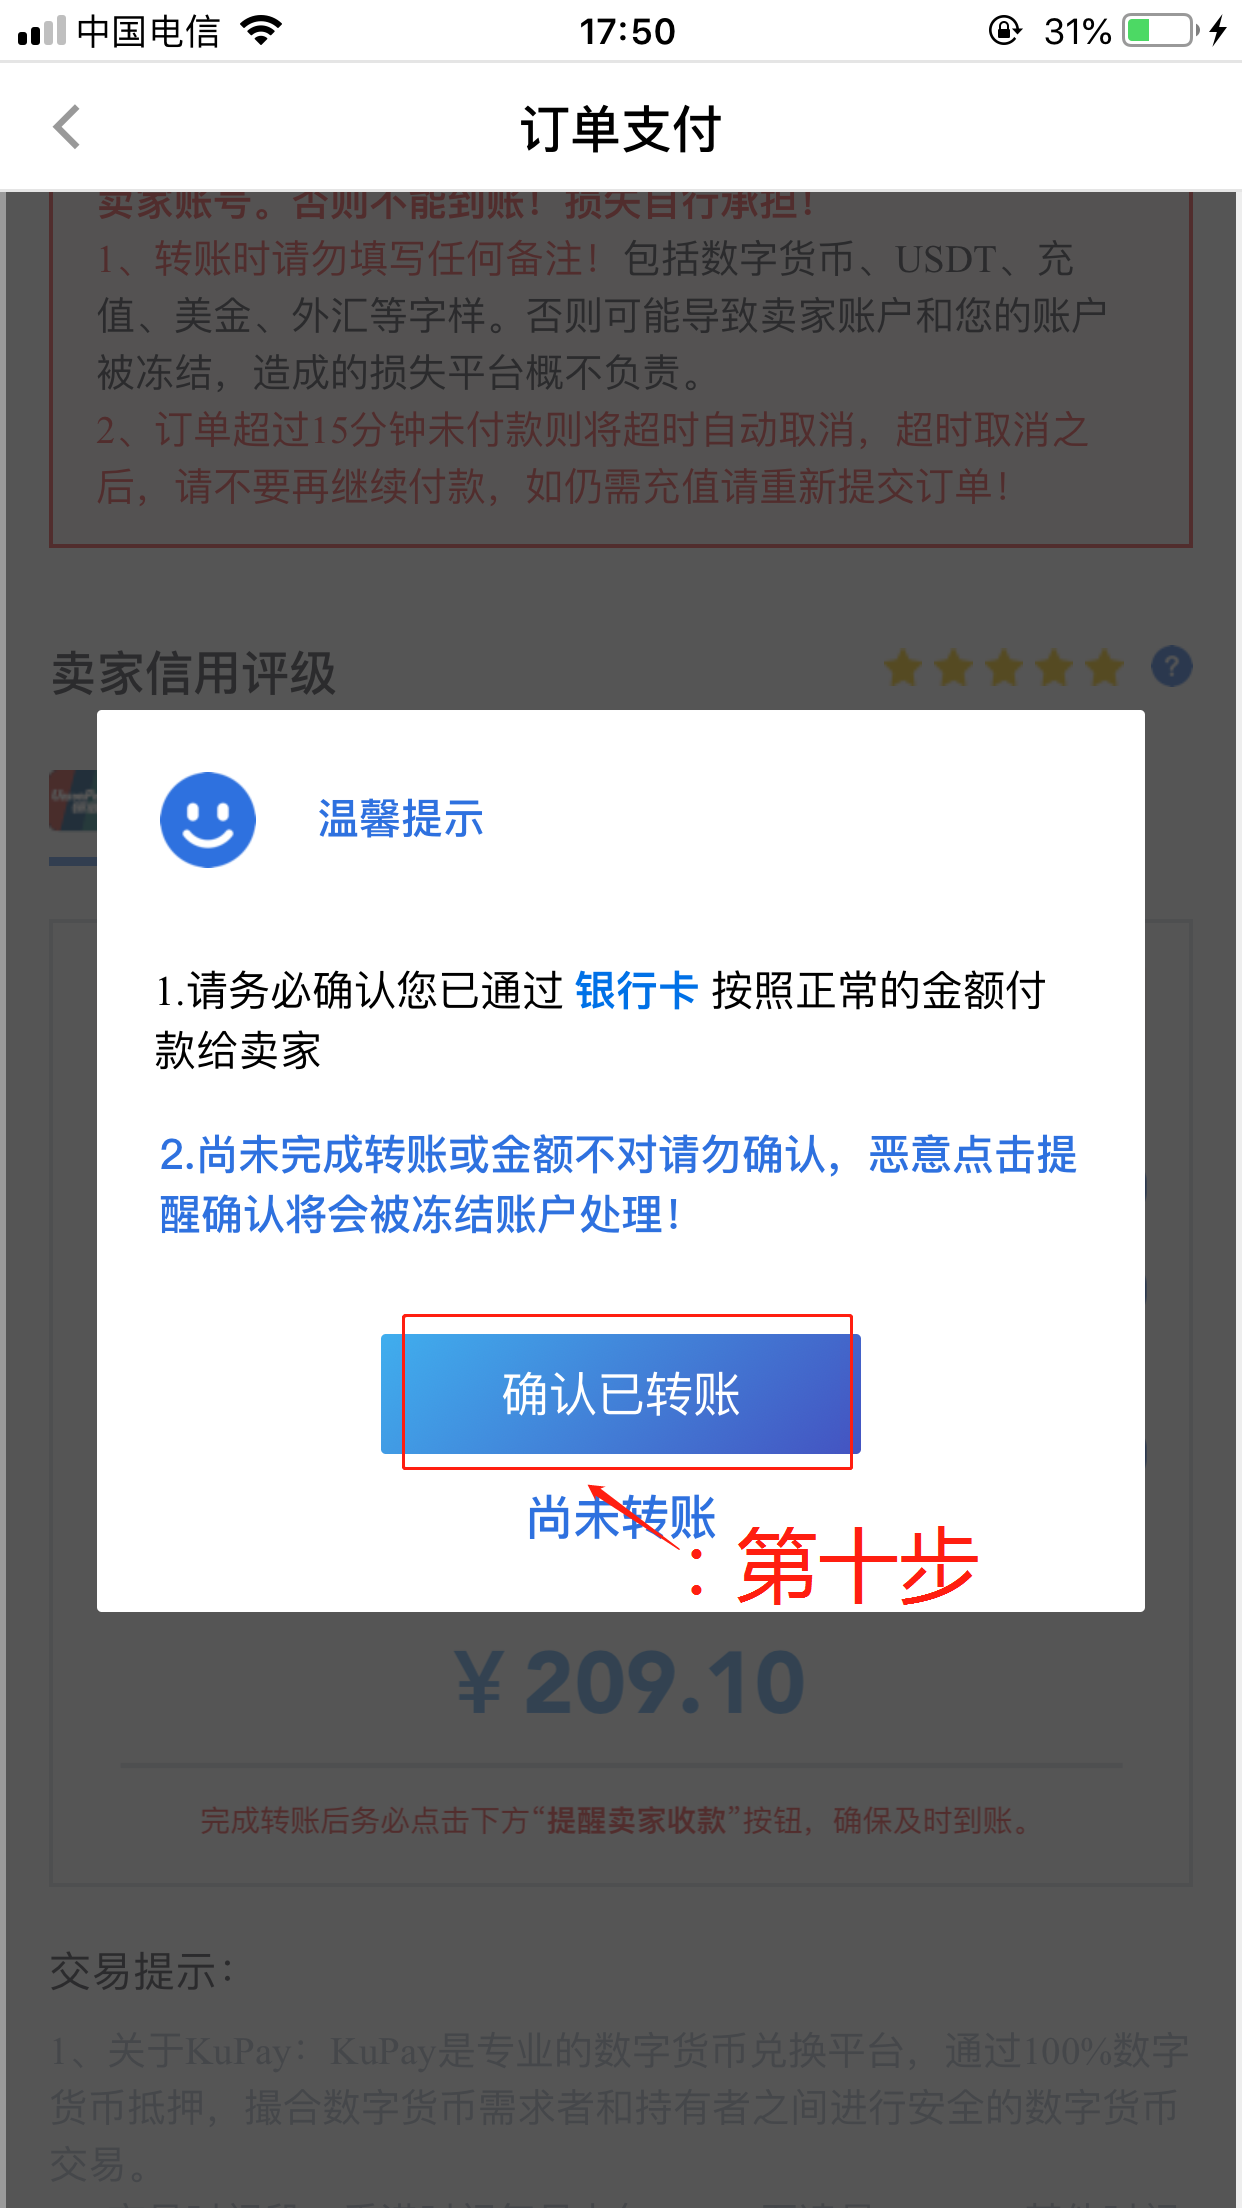 中国电信
17:50
31%
订单支付
卖家账号。否则不能到账！损失自行承担！
1、转账时请勿填写任何备注！包括数字货币、USDT、充
值、美金、外汇等字样。否则可能导致卖家账户和您的账户
被冻结，造成的损失平台概不负责。
2、订单超过15分钟未付款则将超时自动取消，超时取消之
后，请不要再继续付款，如仍需充值请重新提交订单！
卖家信用评级
?
温馨提示
1.请务必确认您已通过 银行卡 按照正常的金额付
款给卖家
2.尚未完成转账或金额不对请勿确认，恶意点击提
醒确认将会被冻结账户处理！
确认已转账
尚未转账
：第十步
¥209.10
完成转账后务必点击下方“提醒卖家收款”按钮，确保及时到账。
交易提示：
1、关于KuPay：KuPay是专业的数字货币兑换平台，通过100%数字
货币抵押，撮合数字货币需求者和持有者之间进行安全的数字货币
交易。